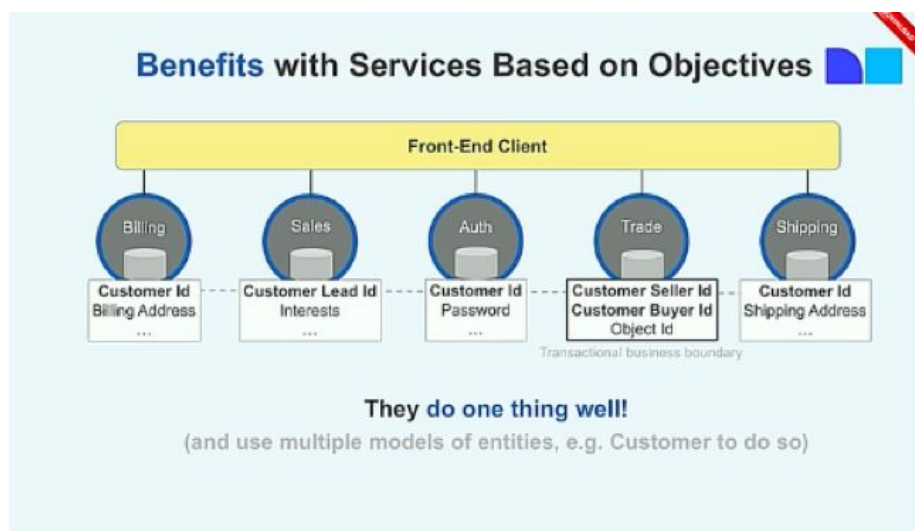 Benefits with Services Based on Objectives
Front-End Client
Billing
Sales
Auth
Trade
Shipping
Customer Id
Billing Address
...
Customer Lead Id
Interests
...
Customer Id
Password
...
Customer Seller Id
Customer Buyer Id
Object Id
Customer Id
Shipping Address
...
Transactional business boundary
They do one thing well!
(and use multiple models of entities, e.g. Customer to do so)